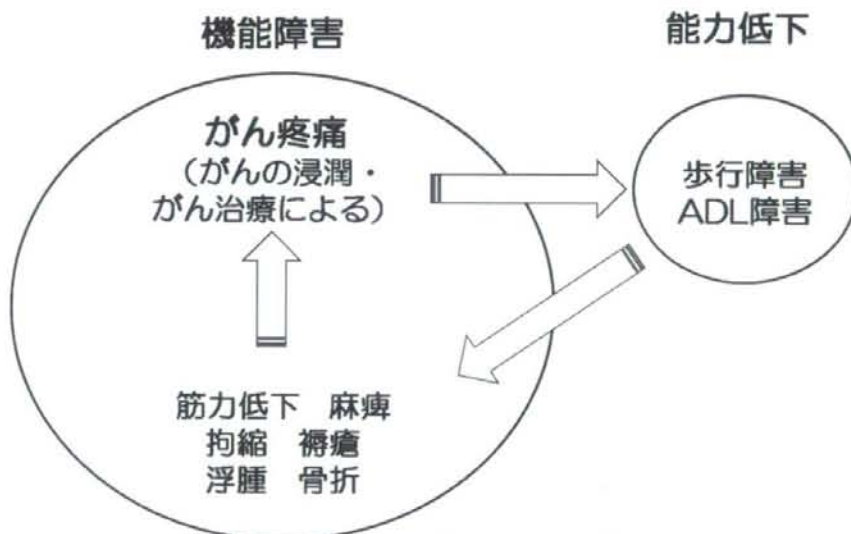 機能障害
能力低下
がん疼痛
（がんの浸潤・
がん治療による）
歩行障害
ADL障害
筋力低下　麻痺
拘縮　褥瘡
浮腫　骨折